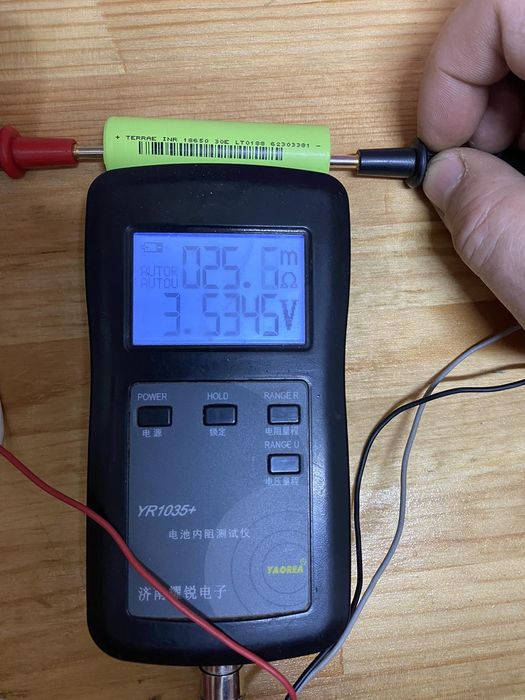 + TERRAE INR 18650 30E LT0188 62303381 -
AUTOR 025.6 mΩ
AUTOU 3.5345V
POWER HOLD RANGE R
电源 锁定 电阻量程
RANGE U
电压量程
YR1035+
电池内阻测试仪
YAOREA
济南耀锐电子